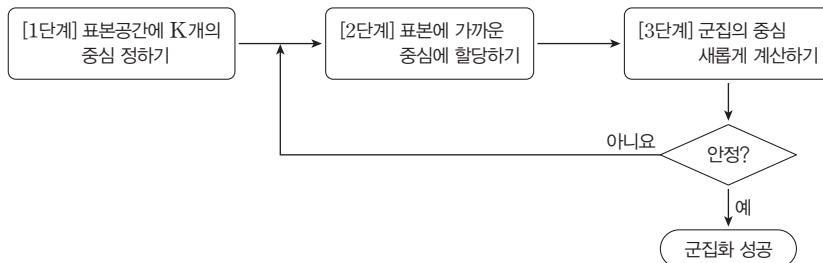 [1단계] 표본공간에 K개의
중심 정하기
[2단계] 표본에 가까운
중심에 할당하기
[3단계] 군집의 중심
새롭게 계산하기
아니요
안정?
예
군집화 성공